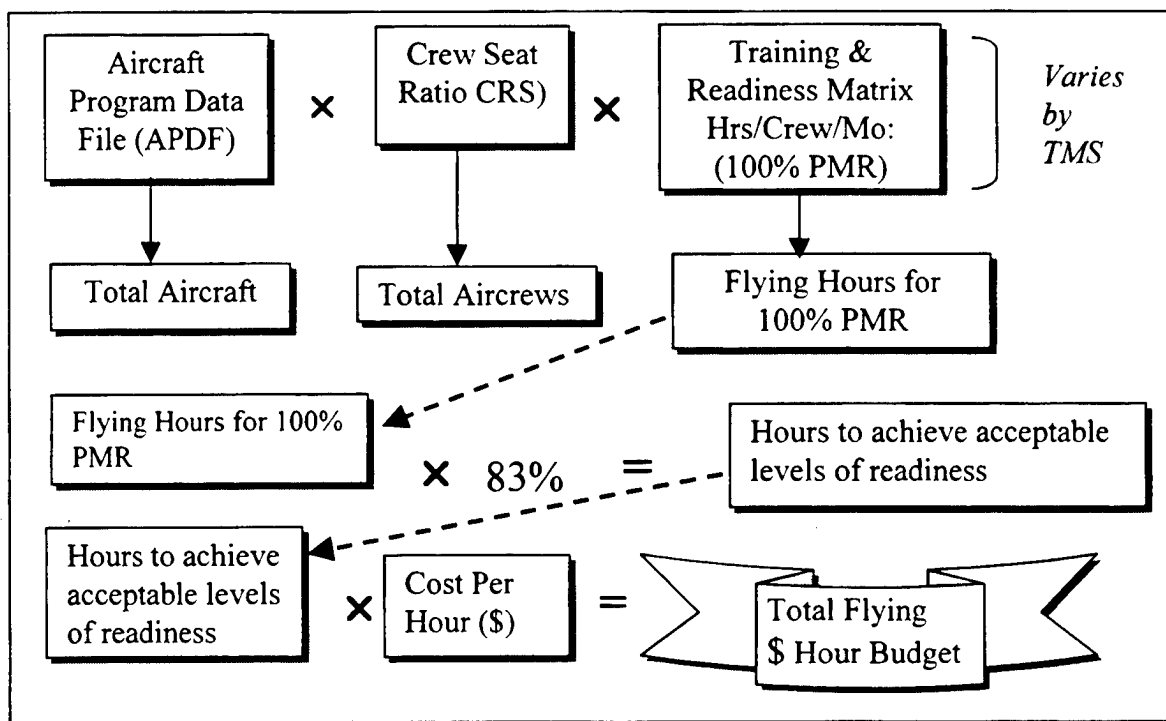 Aircraft
Program Data
File (APDF)
×
Crew Seat
Ratio CRS)
×
Training &
Readiness Matrix
Hrs/Crew/Mo:
(100% PMR)
Varies
by
TMS
Total Aircraft
Total Aircrews
Flying Hours for
100% PMR
Flying Hours for 100%
PMR
× 83% =
Hours to achieve acceptable
levels of readiness
Hours to achieve
acceptable levels
of readiness
×
Cost Per
Hour ($)
=
Total Flying
$ Hour Budget